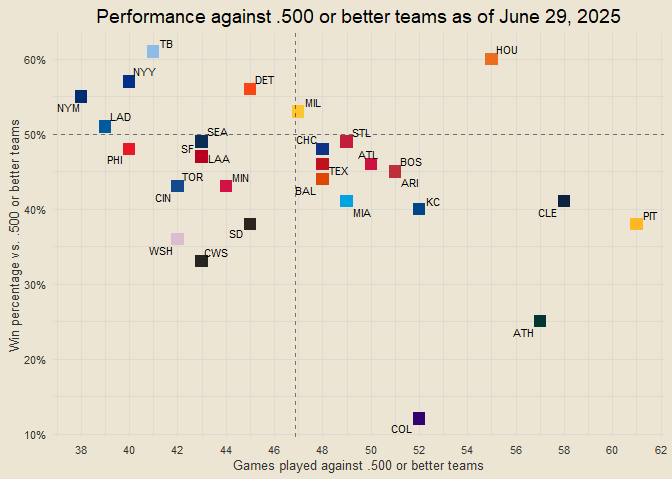 Performance against .500 or better teams as of June 29, 2025
Win percentage vs. .500 or better teams
60%
50%
40%
30%
20%
10%
TB
HOU
NYY
DET
NYM
MIL
LAD
SEA
STL
CHC
PHI
SF
LAA
ATL
BOS
TEX
TOR
MIN
ARI
BAL
CIN
KC
MIA
CLE
PIT
SD
WSH
CWS
ATH
COL
38 40 42 44 46 48 50 52 54 56 58 60 62
Games played against .500 or better teams